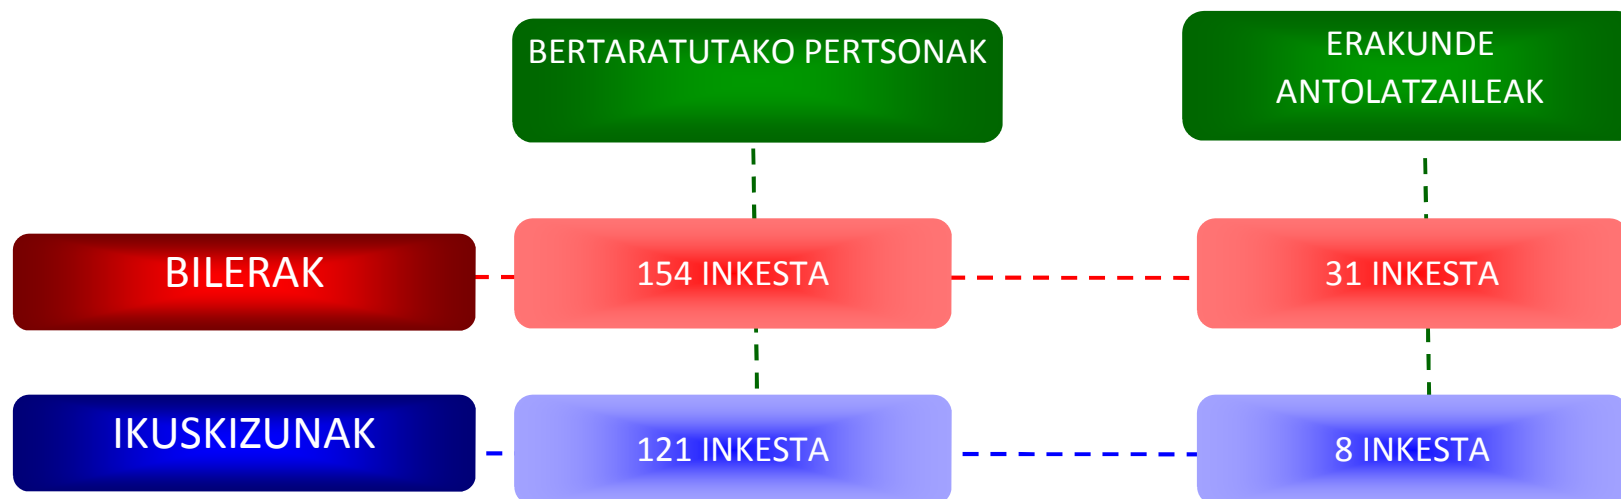 BERTARATUTAKO PERTSONAK
ERAKUNDE
ANTOLATZAILEAK
BILERAK
154 INKESTA
31 INKESTA
IKUSKIZUNAK
121 INKESTA
8 INKESTA